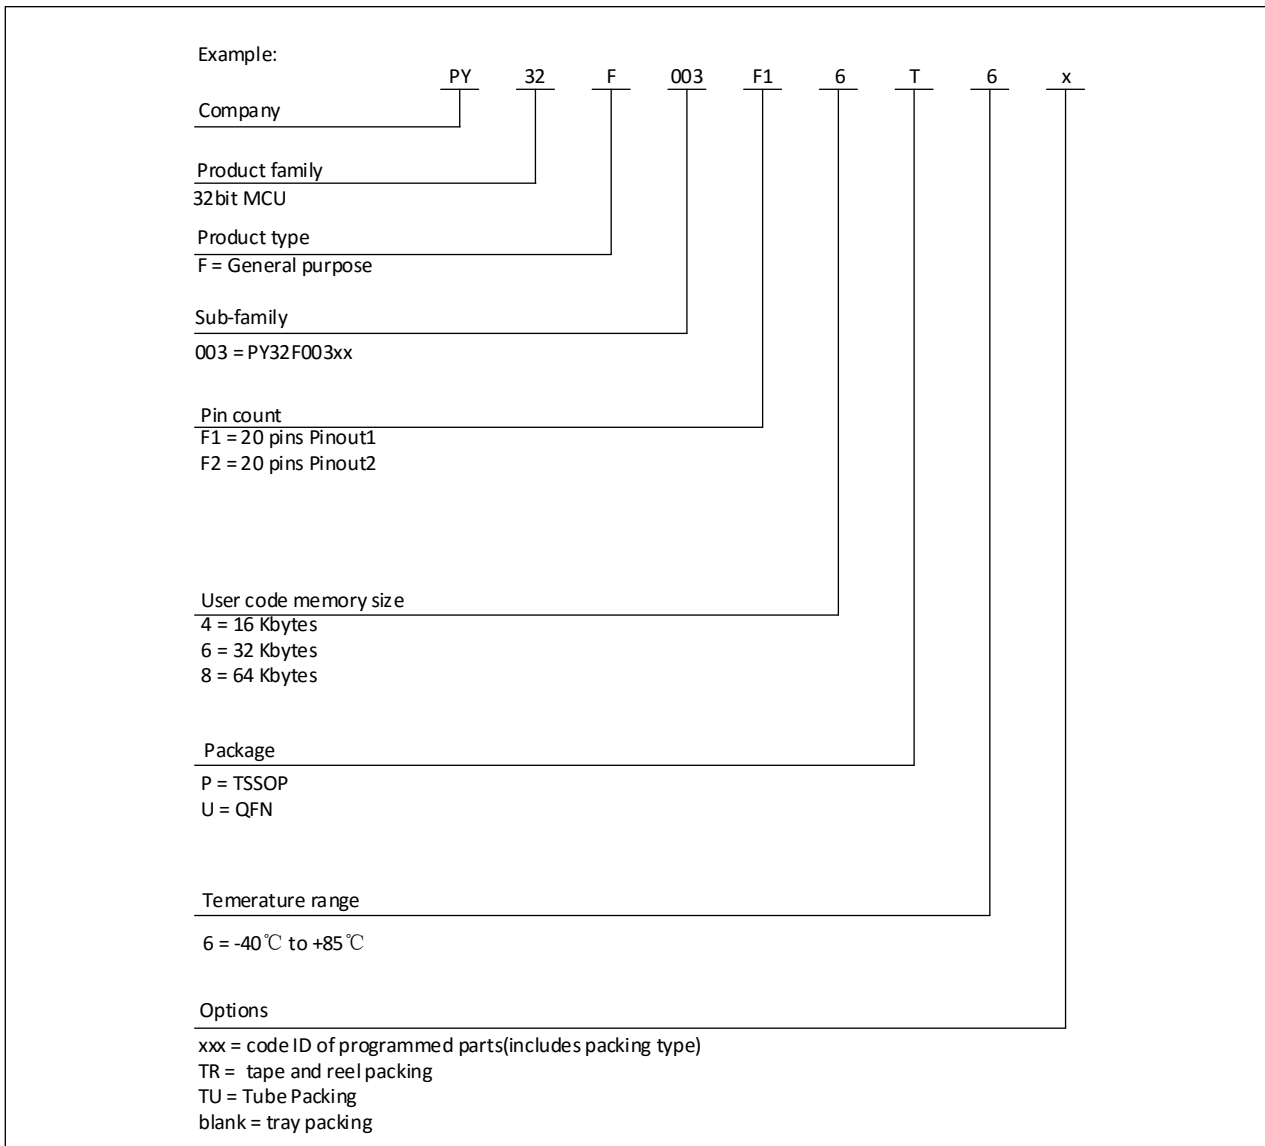 Example:
PY 32 F 003 F1 6 T 6 x
Company
Product family
32bit MCU
Product type
F = General purpose
Sub-family
003 = PY32F003xx
Pin count
F1 = 20 pins Pinout1
F2 = 20 pins Pinout2
User code memory size
4 = 16 Kbytes
6 = 32 Kbytes
8 = 64 Kbytes
Package
P = TSSOP
U = QFN
Temerature range
6 = -40℃ to +85℃
Options
xxx = code ID of programmed parts(includes packing type)
TR = tape and reel packing
TU = Tube Packing
blank = tray packing